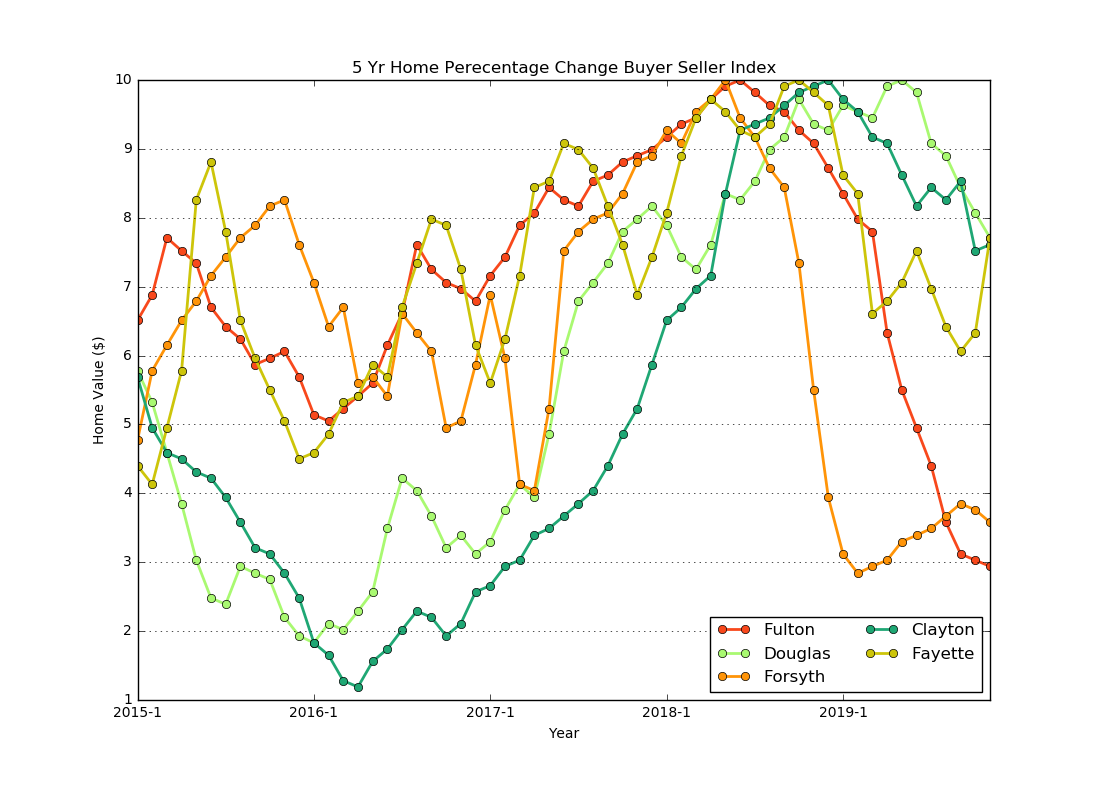 5 Yr Home Perecentage Change Buyer Seller Index
10
9
8
7
6
5
4
3
2
1
Home Value ($)
2015-1 2016-1 2017-1 2018-1 2019-1
Year
Fulton Clayton
Douglas Fayette
Forsyth